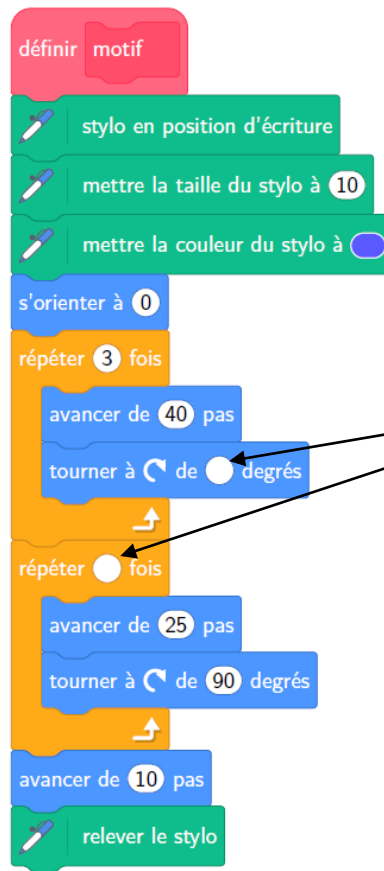 définir motif
stylo en position d'écriture
mettre la taille du stylo à 10
mettre la couleur du stylo à
s'orienter à 0
répéter 3 fois
avancer de 40 pas
tourner à de degrés
répéter fois
avancer de 25 pas
tourner à de 90 degrés
avancer de 10 pas
relever le stylo